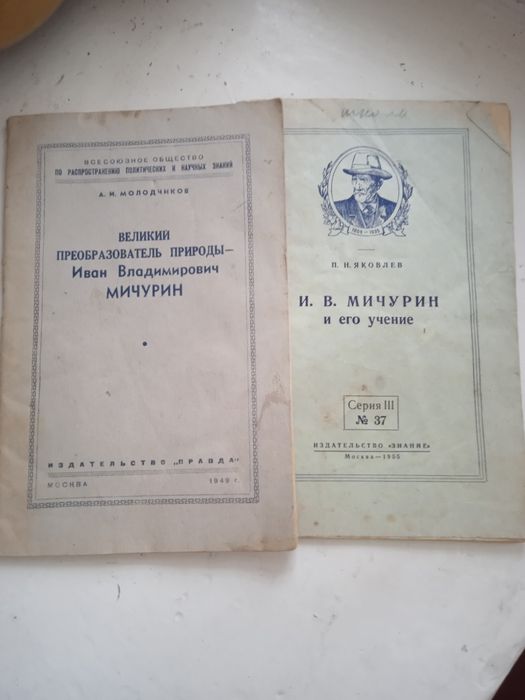 ВСЕСОЮЗНОЕ ОБЩЕСТВО
ПО РАСПРОСТРАНЕНИЮ ПОЛИТИЧЕСКИХ И НАУЧНЫХ ЗНАНИЙ
А. И. МОЛОДЧИКОВ
ВЕЛИКИЙ
ПРЕОБРАЗОВАТЕЛЬ ПРИРОДЫ—
Иван Владимирович
МИЧУРИН
ИЗДАТЕЛЬСТВО „ПРАВДА“
МОСКВА 1949 г.
школа
1855 - 1935
П. Н. ЯКОВЛЕВ
И. В. МИЧУРИН
и его учение
Серия III
№ 37
ИЗДАТЕЛЬСТВО «ЗНАНИЕ»
Москва—1955